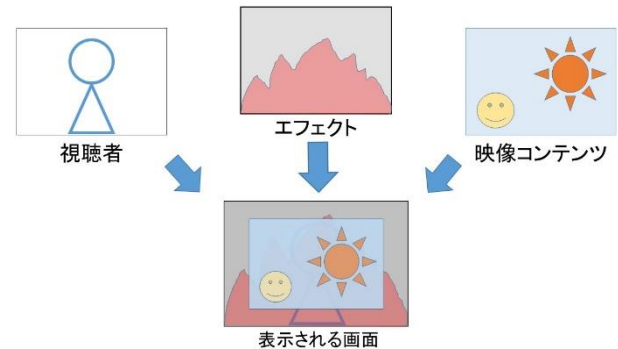 視聴者
エフェクト
映像コンテンツ
表示される画面